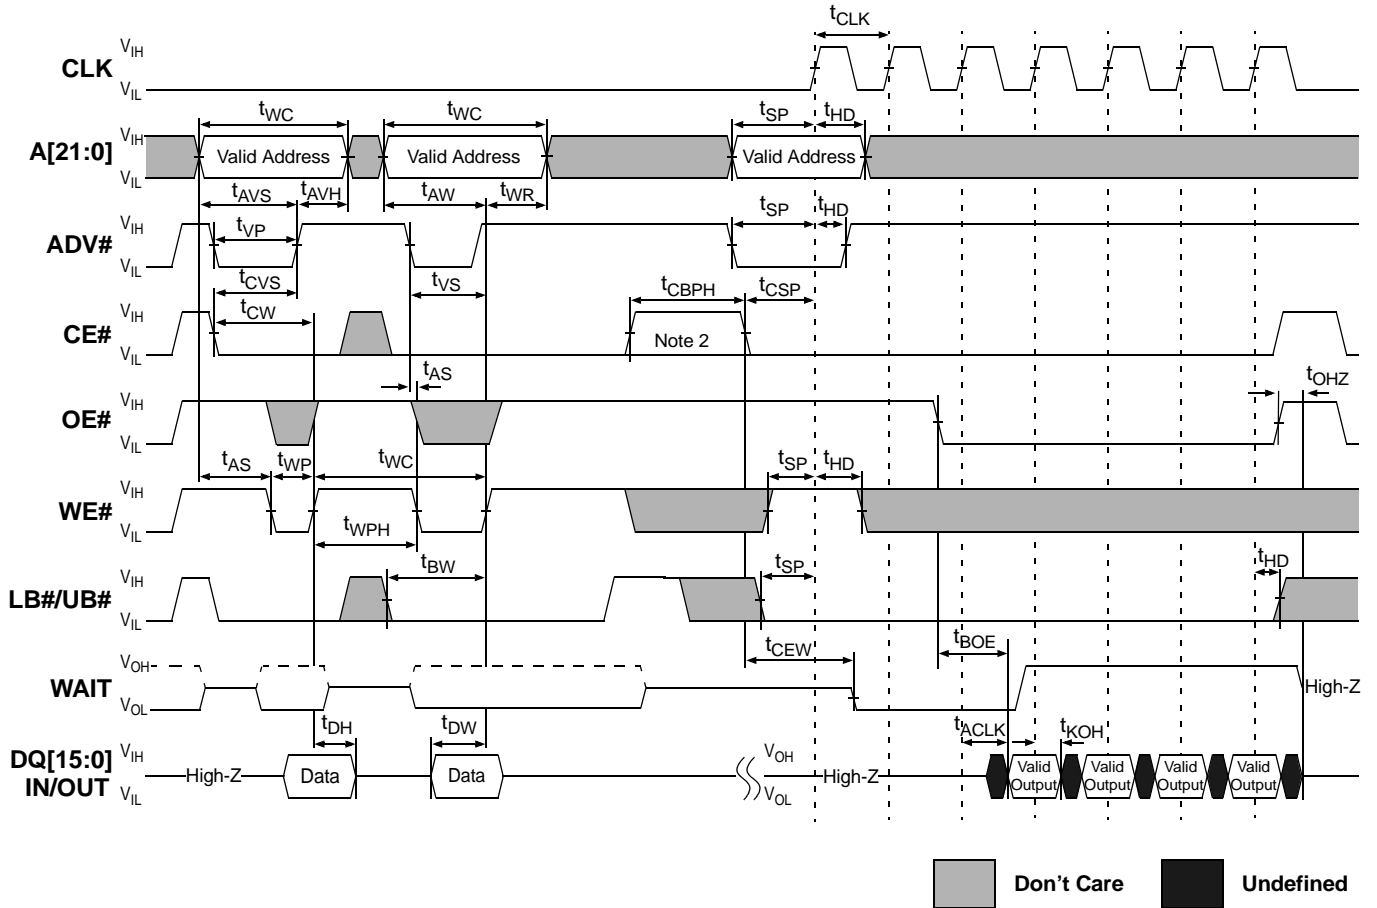 tCLK
VIH
CLK
VIL
tWC tWC tSP tHD
VIH
A[21:0] Valid Address Valid Address Valid Address
VIL
tAVS tAVH tAW tWR tSP tHD
VIH
ADV# tVP
VIL
tCVS tVS tCBPH tCSP
VIH tCW
CE# Note 2
VIL
tAS tOHZ
VIH
OE#
VIL
tAS tWP tWC tSP tHD
VIH
WE#
VIL
tWPH
tBW tSP tHD
VIH
LB#/UB#
VIL
tCEW tBOE
VOH
WAIT High-Z
VOL
tDH tDW tACLK tKOH
VIH VOH
DQ[15:0] High-Z Data Data High-Z Valid Valid Valid Valid
IN/OUT Output Output Output Output
VIL VOL
Don't Care Undefined